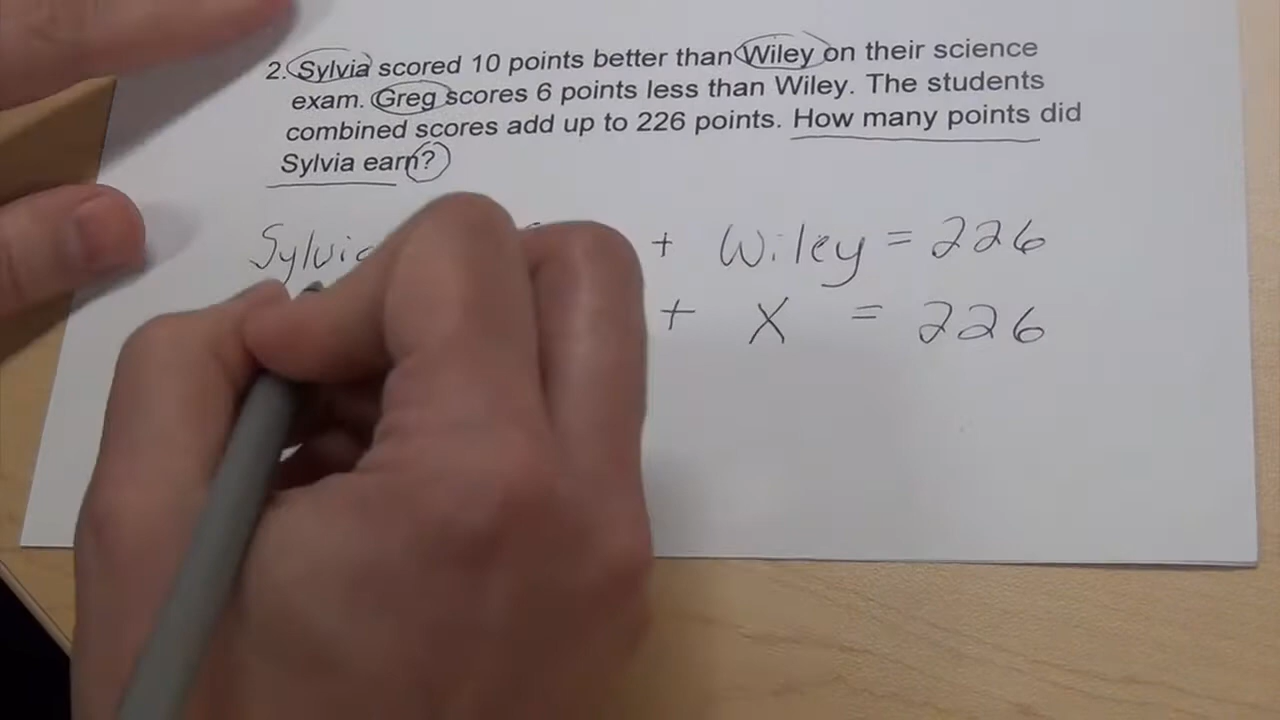 2. Sylvia scored 10 points better than Wiley on their science
exam. Greg scores 6 points less than Wiley. The students
combined scores add up to 226 points. How many points did
Sylvia earn?
+ Wiley = 226
+ X = 226